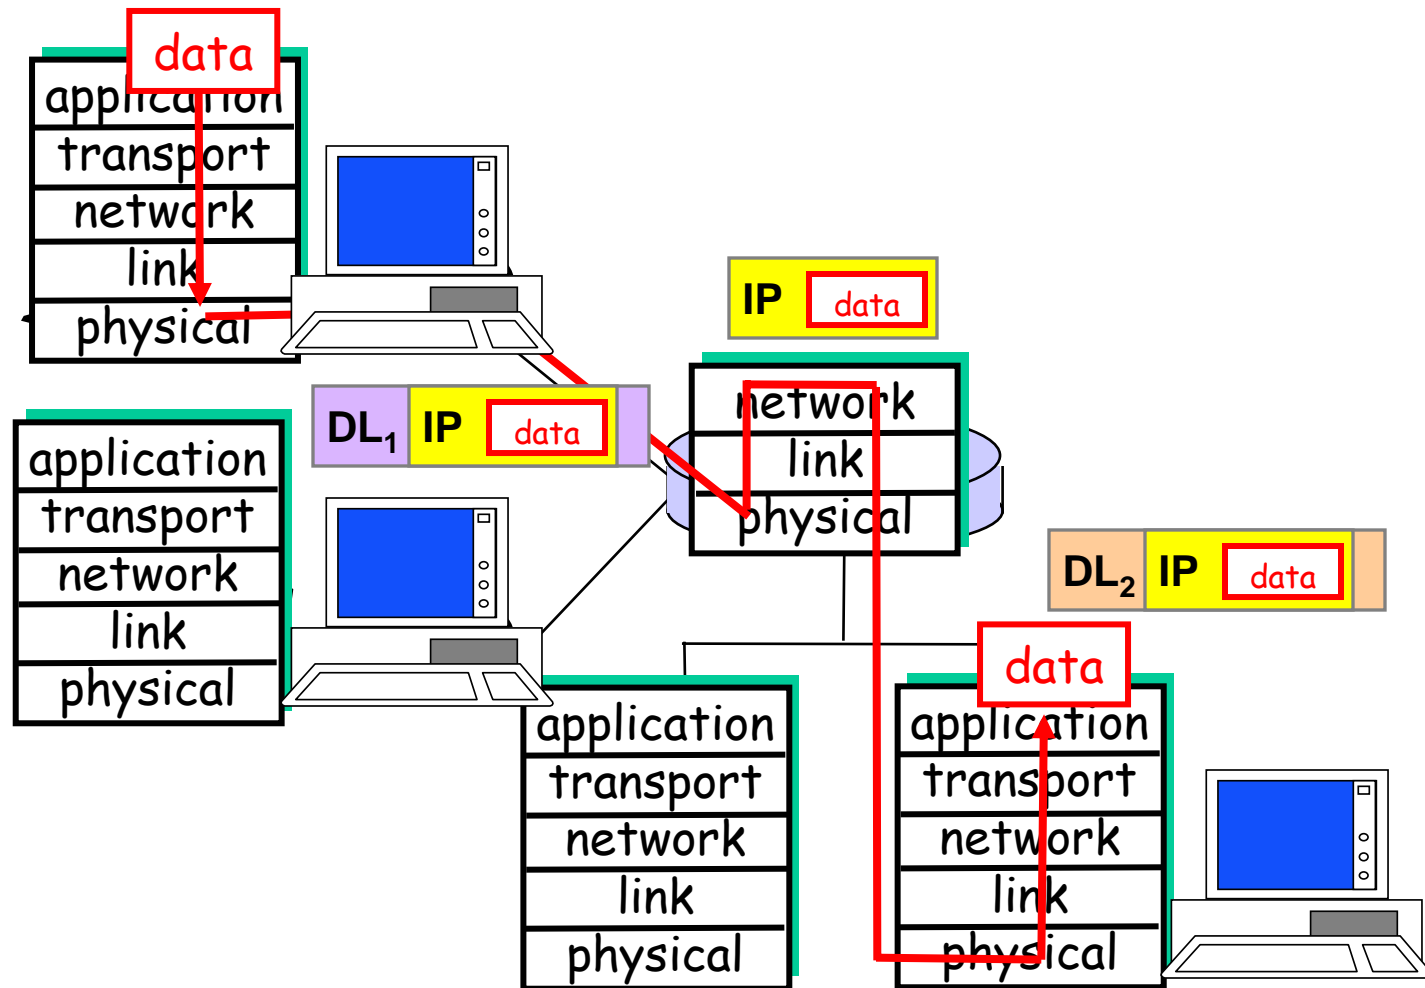 data
application
transport
network
link
physical
IP data
DL1 IP data
network
link
physical
application
transport
network
link
physical
DL2 IP data
application
transport
network
link
physical
data
application
transport
network
link
physical